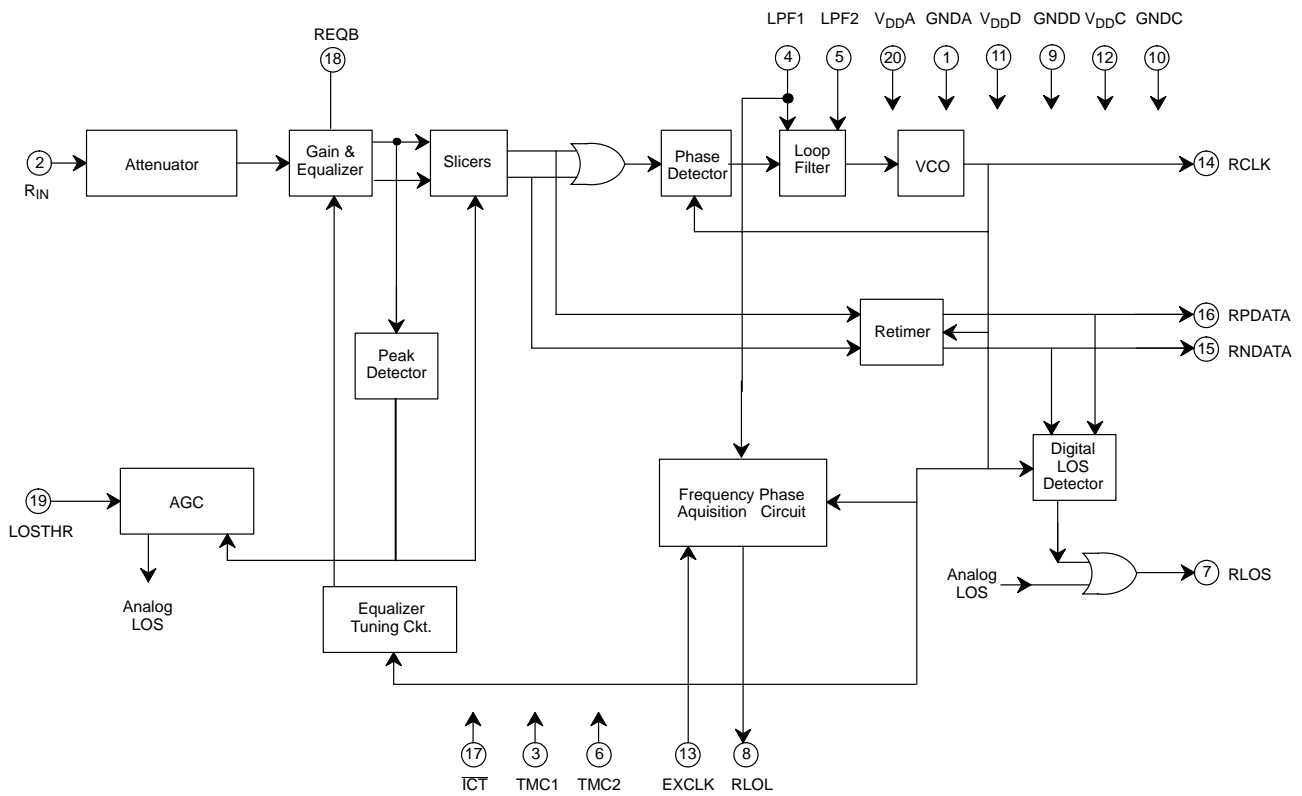 LPF1 LPF2 VDDA GNDA VDDD GNDD VDDC GNDC
REQB
18 4 5 20 1 11 9 12 10
2 Attenuator Gain & Equalizer Slicers Phase Detector Loop Filter VCO 14 RCLK
RIN
16 RPDATA
Retimer
15 RNDATA
Peak
Detector
Digital
LOS
Detector
19 AGC
LOSTHR
Frequency Phase
Aquisition Circuit
7 RLOS
Analog
LOS
Analog
LOS
Equalizer
Tuning Ckt.
17 3 6 13 8
ICT TMC1 TMC2 EXCLK RLOL